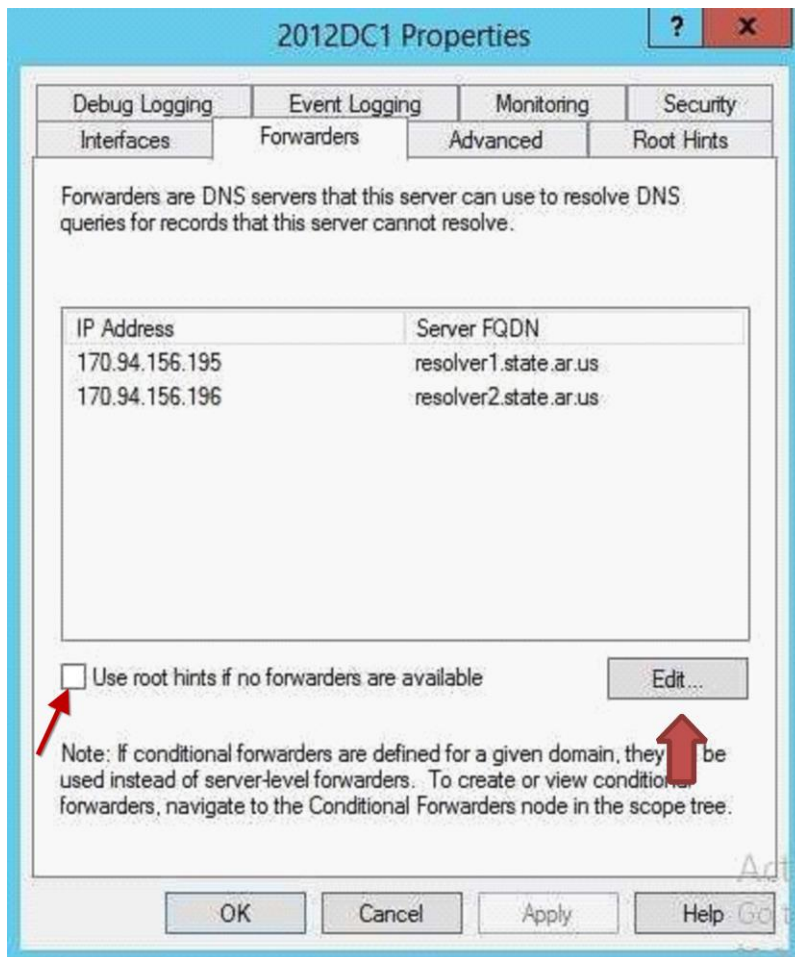 2012DC1 Properties
?
x
Debug Logging
Event Logging
Monitoring
Security
Interfaces
Forwarders
Advanced
Root Hints
Forwarders are DNS servers that this server can use to resolve DNS
queries for records that this server cannot resolve.
IP Address Server FQDN
170.94.156.195 resolver1.state.ar.us
170.94.156.196 resolver2.state.ar.us
Use root hints if no forwarders are available
Edit...
Note: If conditional forwarders are defined for a given domain, they be
used instead of server-level forwarders. To create or view conditional
forwarders, navigate to the Conditional Forwarders node in the scope tree.
OK
Cancel
Apply
Help